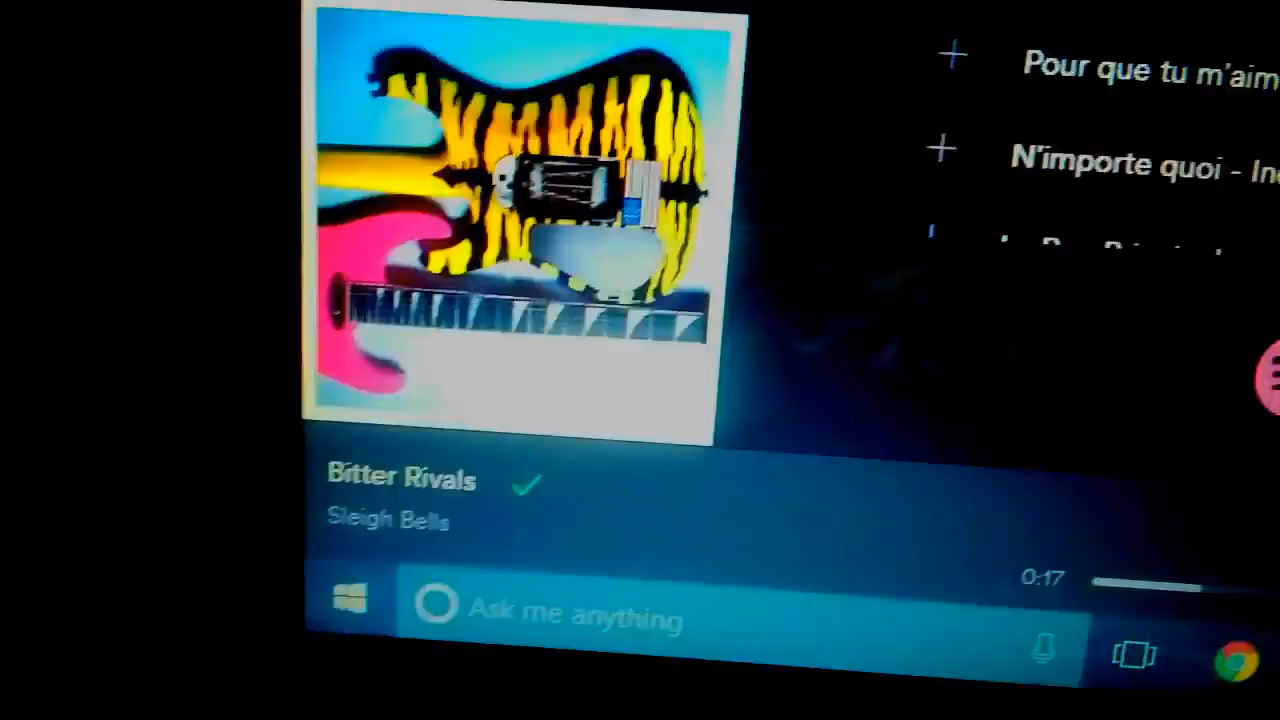 Pour que tu m'aim
N'importe quoi - In
Bitter Rivals
Sleigh Bells
0:17
Ask me anything